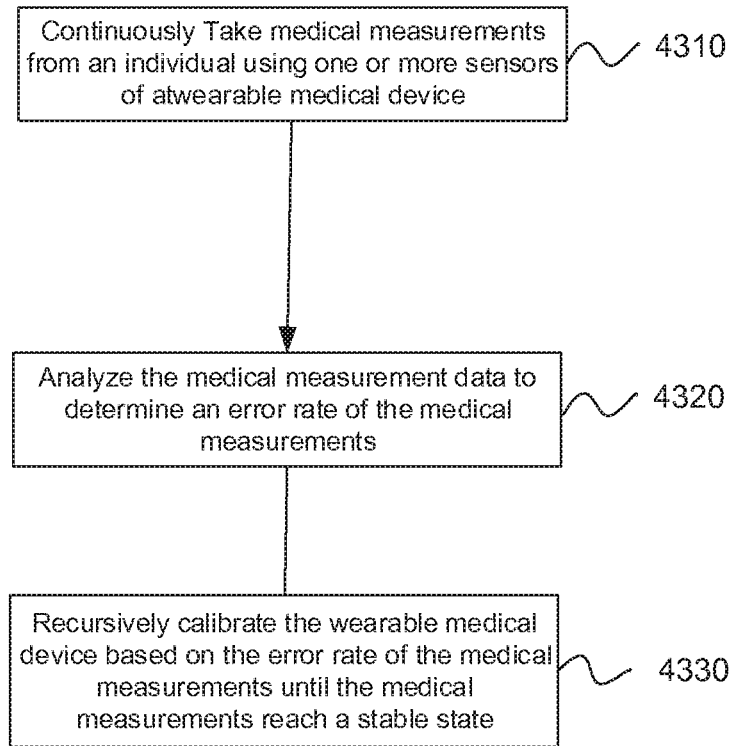 Continuously Take medical measurements
from an individual using one or more sensors
of atwearable medical device
4310
Analyze the medical measurement data to
determine an error rate of the medical
measurements
4320
Recursively calibrate the wearable medical
device based on the error rate of the medical
measurements until the medical
measurements reach a stable state
4330